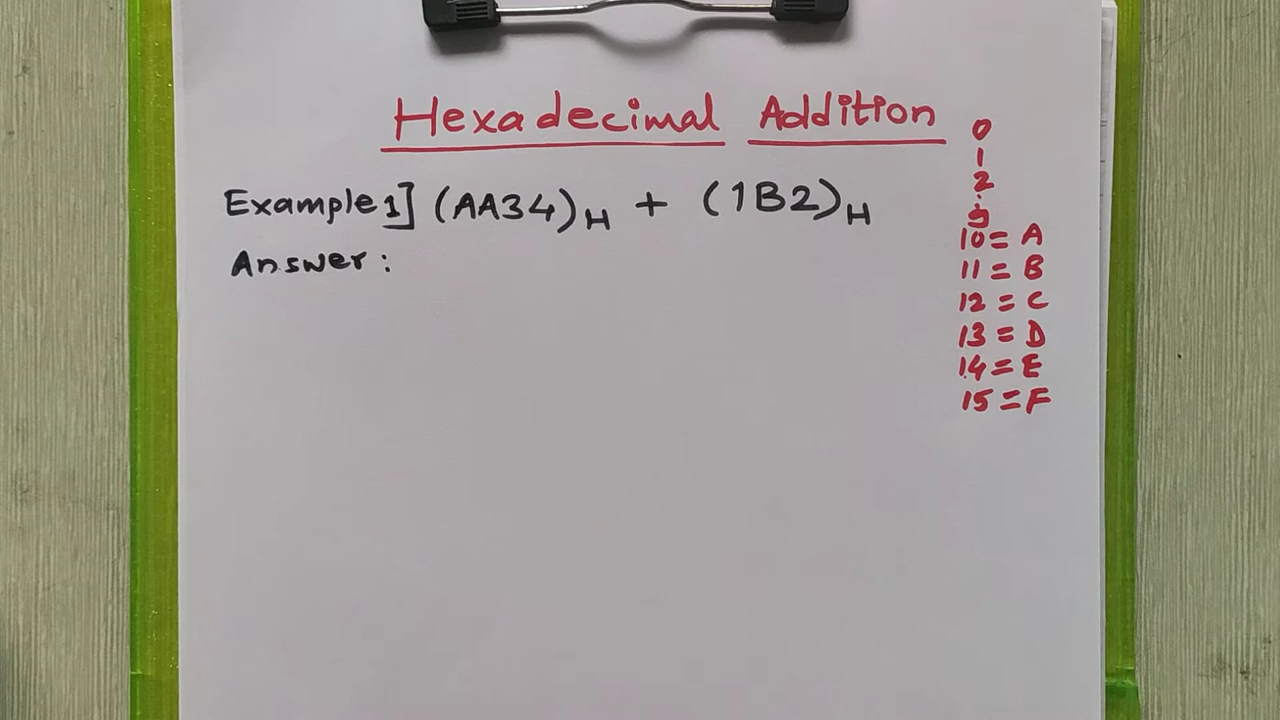 Hexadecimal Addition
Example 1] (AA34)H + (1B2)H
Answer:
0
1
2
:
9
10 = A
11 = B
12 = C
13 = D
14 = E
15 = F